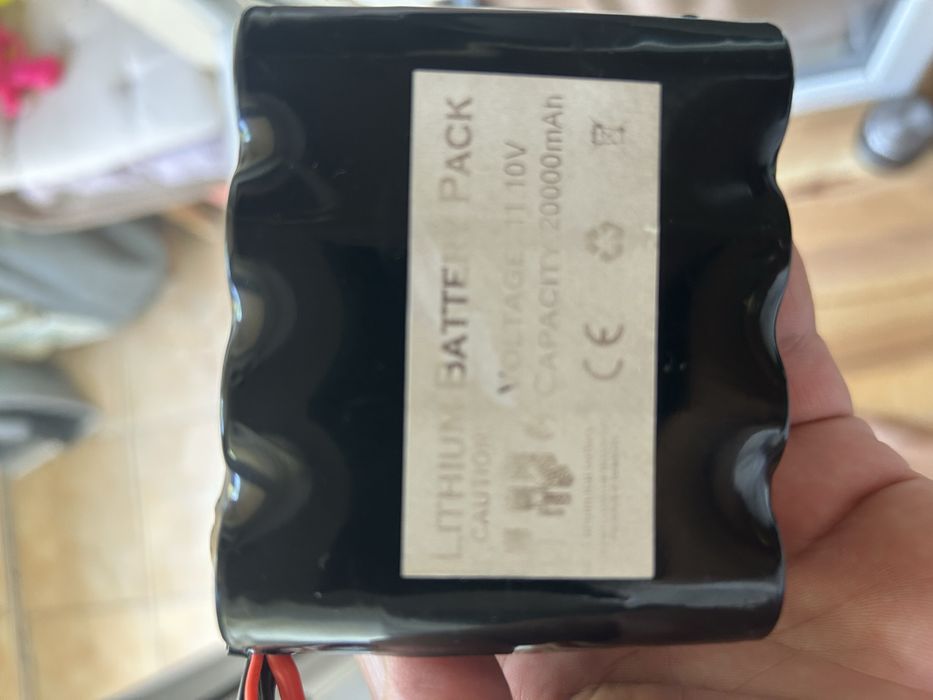 LITHIUM BATTERY PACK
CAUTION!!
VOLTAGE 11 10V
CAPACITY 20000mAh
CE